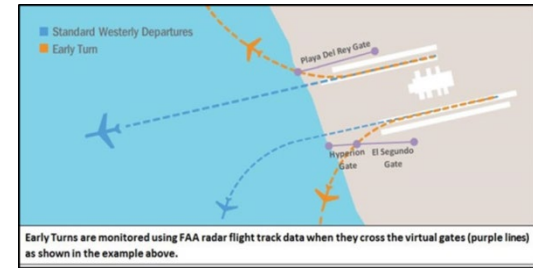 Standard Westerly Departures
Early Turn
Playa Del Rey Gate
Hyperion
Gate
El Segundo
Gate
Early Turns are monitored using FAA radar flight track data when they cross the virtual gates (purple lines)
as shown in the example above.